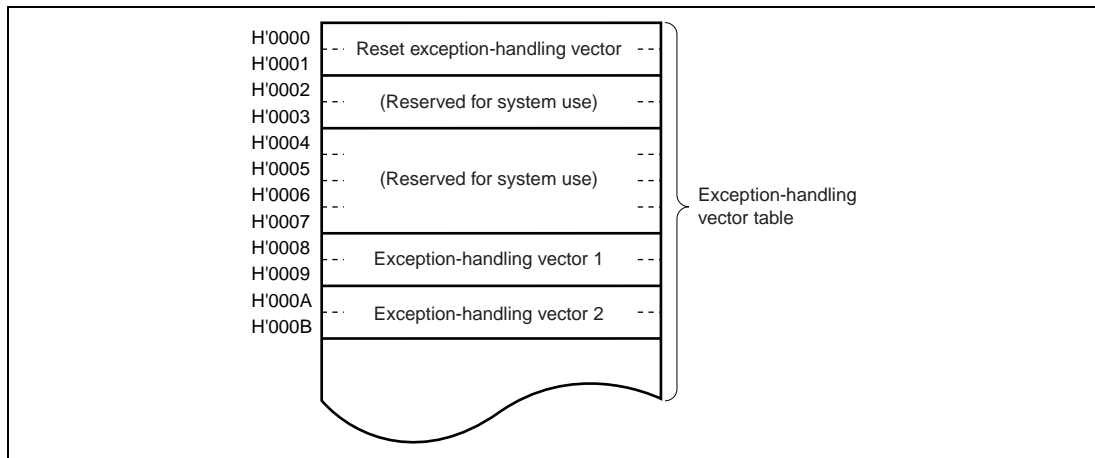 H'0000
Reset exception-handling vector
H'0001
H'0002
(Reserved for system use)
H'0003
H'0004
H'0005
(Reserved for system use)
H'0006
H'0007
Exception-handling
vector table
H'0008
Exception-handling vector 1
H'0009
H'000A
Exception-handling vector 2
H'000B